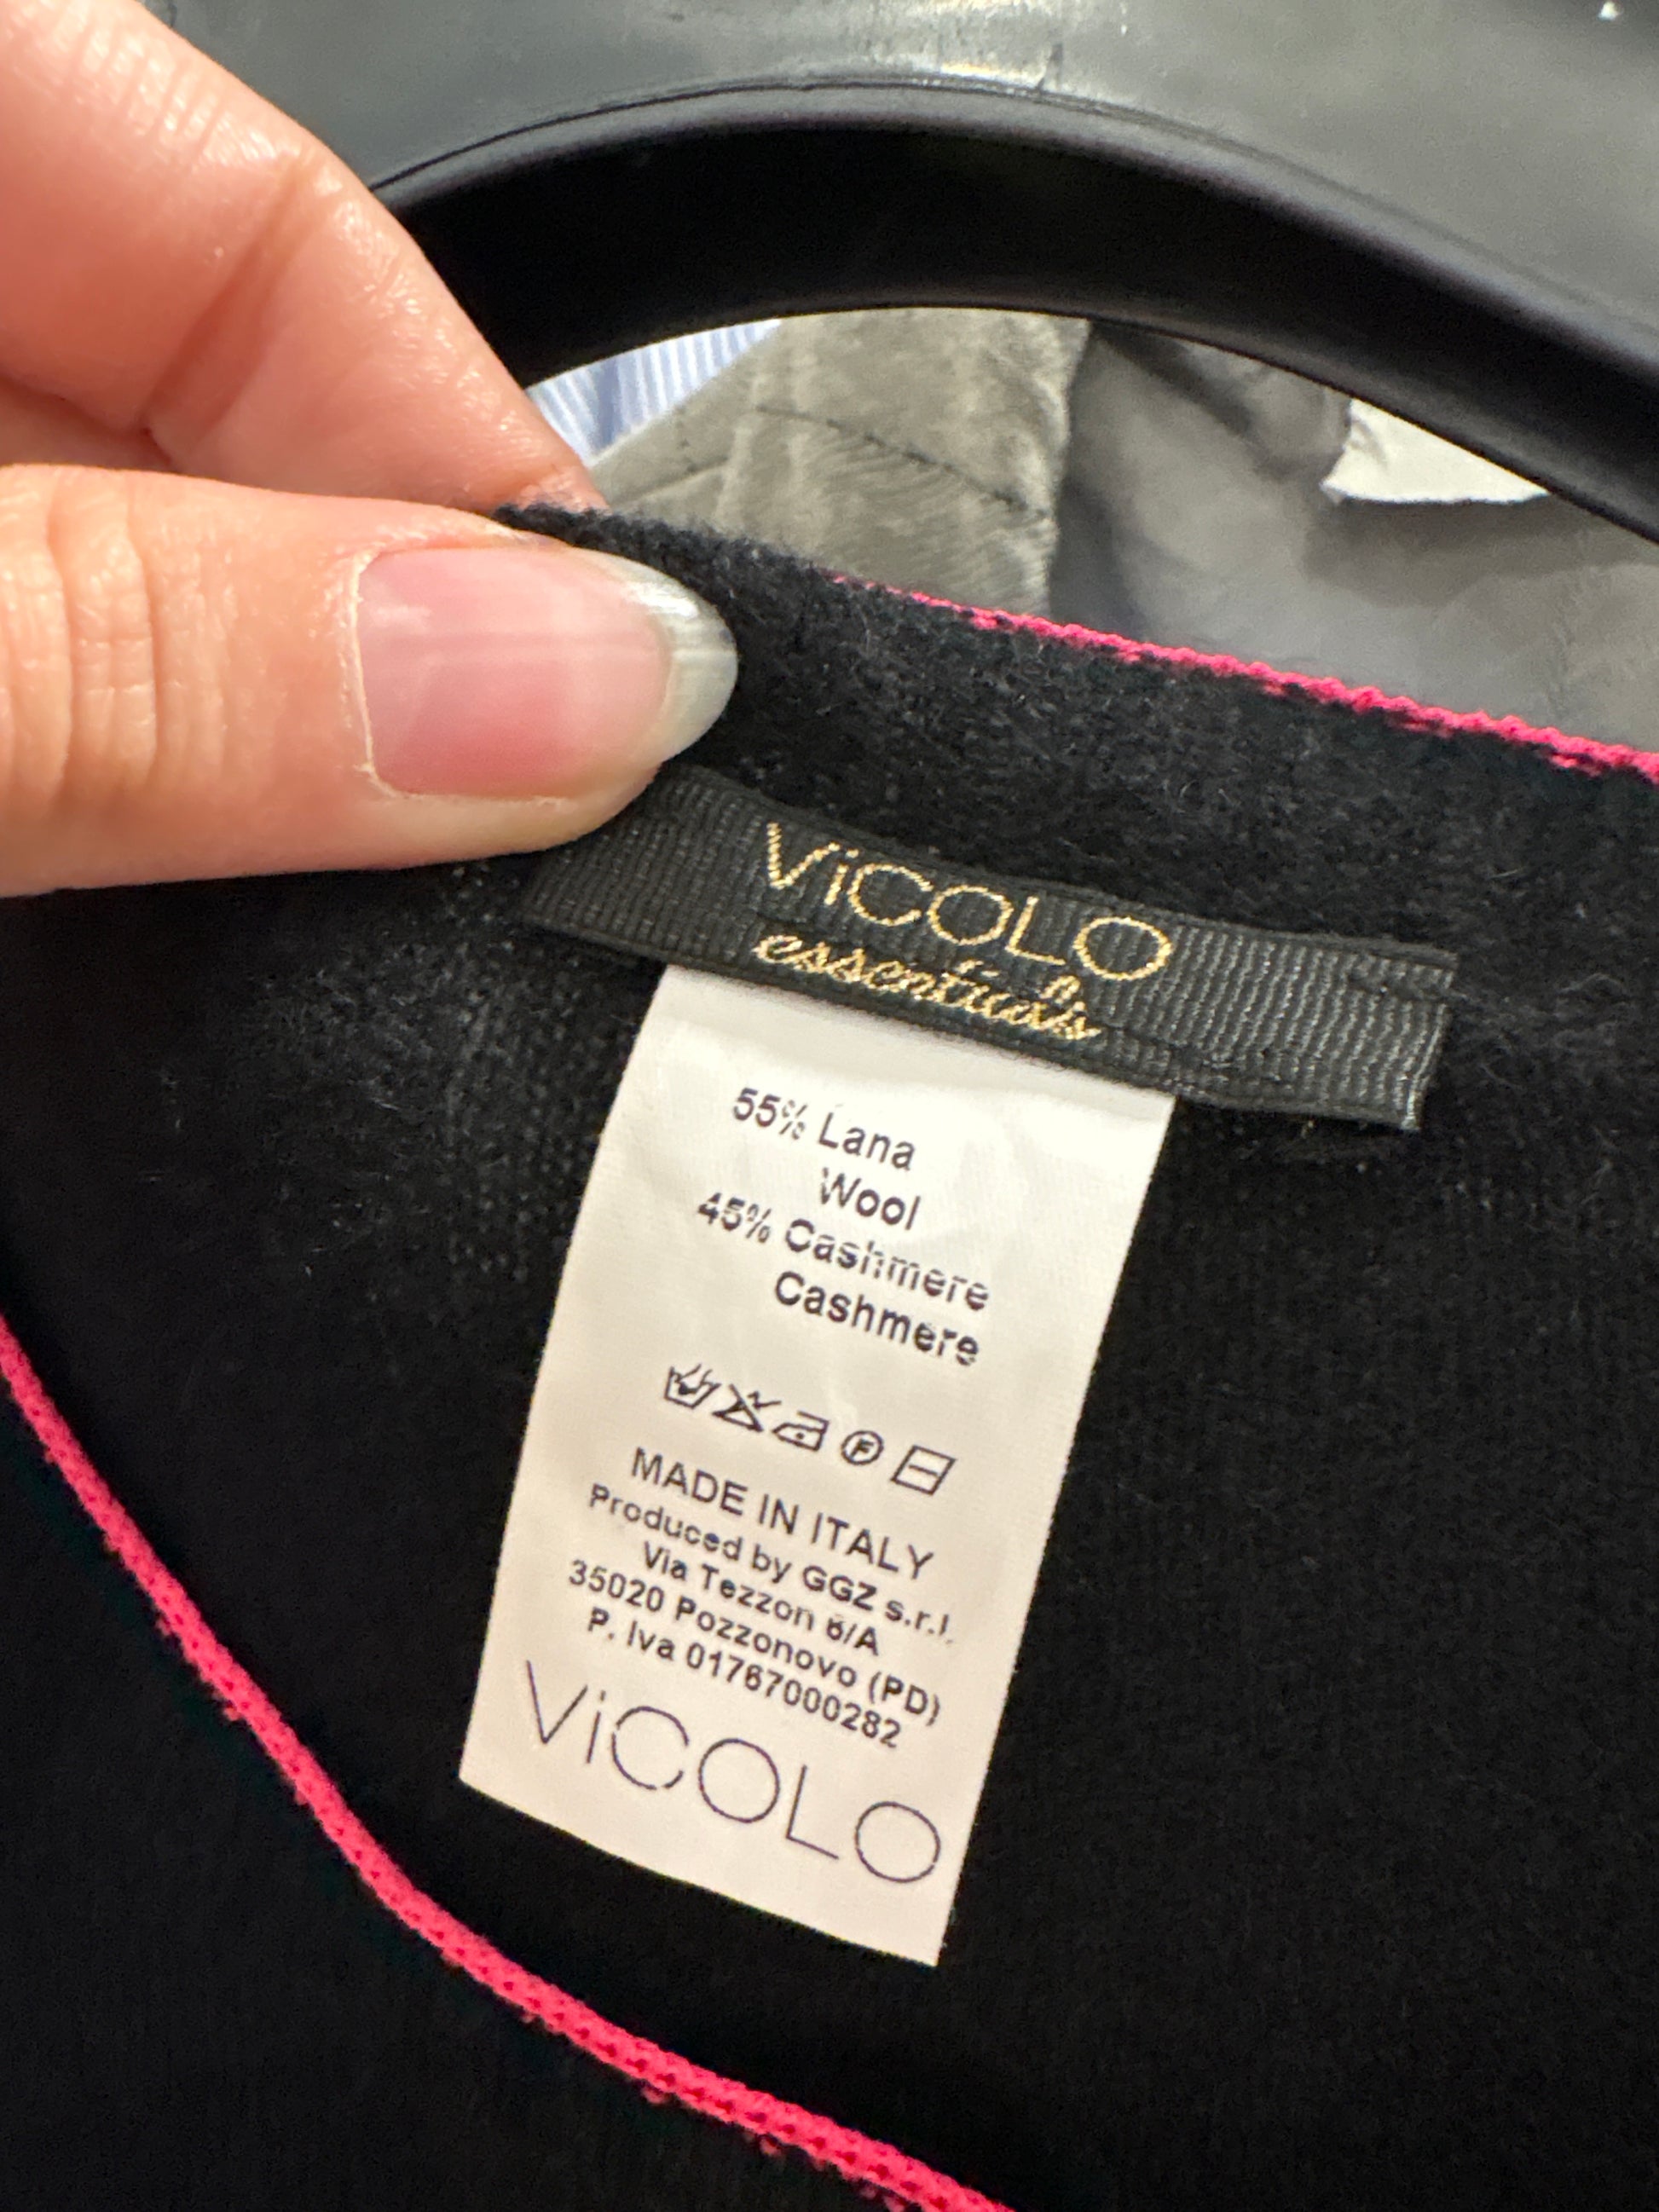 ViCOLO
essentials
55% Lana
Wool
45% Cashmere
Cashmere
F
MADE IN ITALY
Produced by GGZ s.r.l.
Via Tezzon 6/A
35020 Pozzonovo (PD)
P. Iva 01767000282
ViCOLO